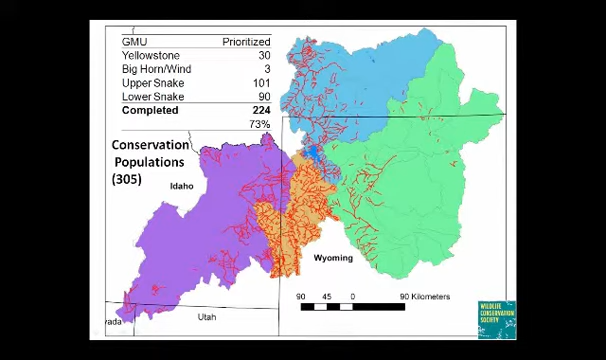 GMU Prioritized
Yellowstone 30
Big Horn/Wind 3
Upper Snake 101
Lower Snake 90
Completed 224
73%
Conservation
Populations
(305)
Idaho
Wyoming
90 45 0 90 Kilometers
vada
Utah
WILDLIFE
CONSERVATION
SOCIETY